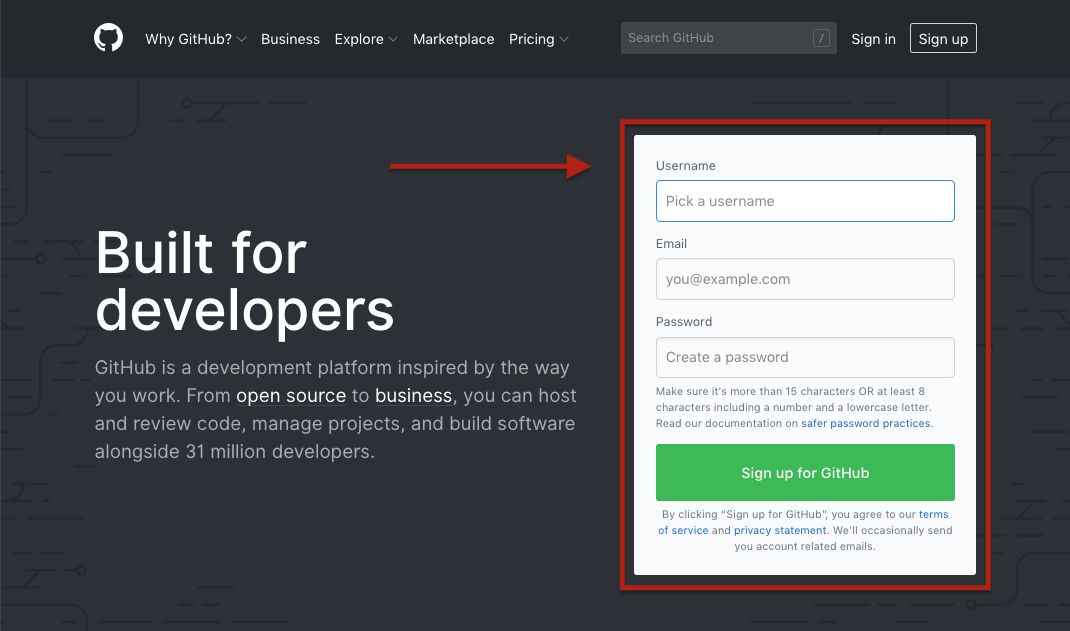 Why GitHub? Business Explore Marketplace Pricing Search GitHub / Sign in Sign up
Built for
developers
GitHub is a development platform inspired by the way
you work. From open source to business, you can host
and review code, manage projects, and build software
alongside 31 million developers.
Username
Pick a username
Email
you@example.com
Password
Create a password
Make sure it's more than 15 characters OR at least 8
characters including a number and a lowercase letter.
Read our documentation on safer password practices.
Sign up for GitHub
By clicking “Sign up for GitHub”, you agree to our terms
of service and privacy statement. We’ll occasionally send
you account related emails.